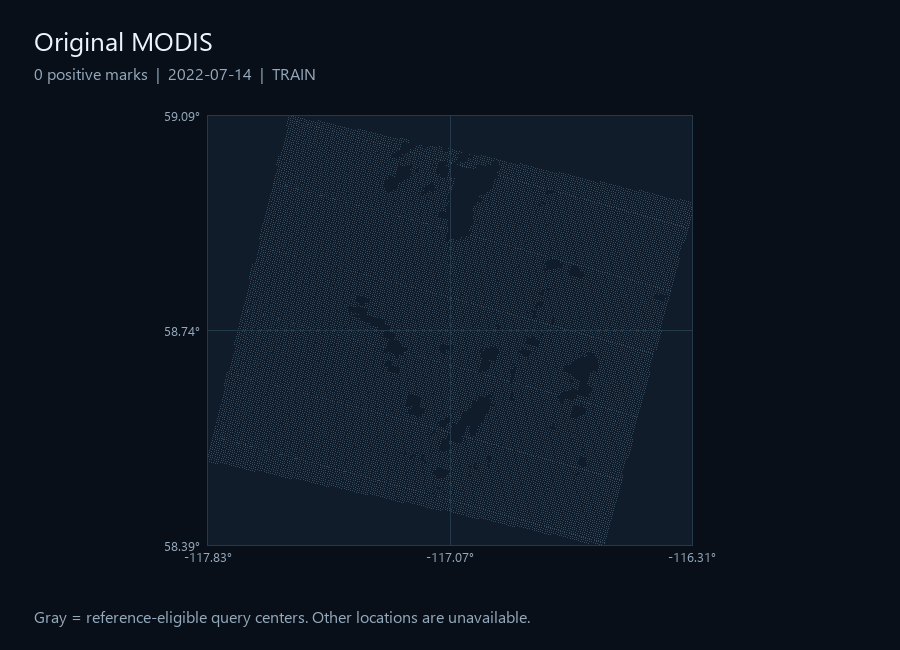 Original MODIS
0 positive marks | 2022-07-14 | TRAIN
59.09°
58.74°
58.39°
-117.83° -117.07° -116.31°
Gray = reference-eligible query centers. Other locations are unavailable.